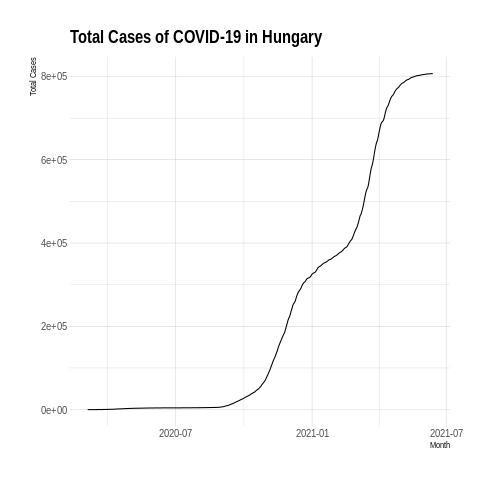 Total Cases of COVID-19 in Hungary
Total Cases
8e+05
6e+05
4e+05
2e+05
0e+00
2020-07
2021-01
2021-07
Month